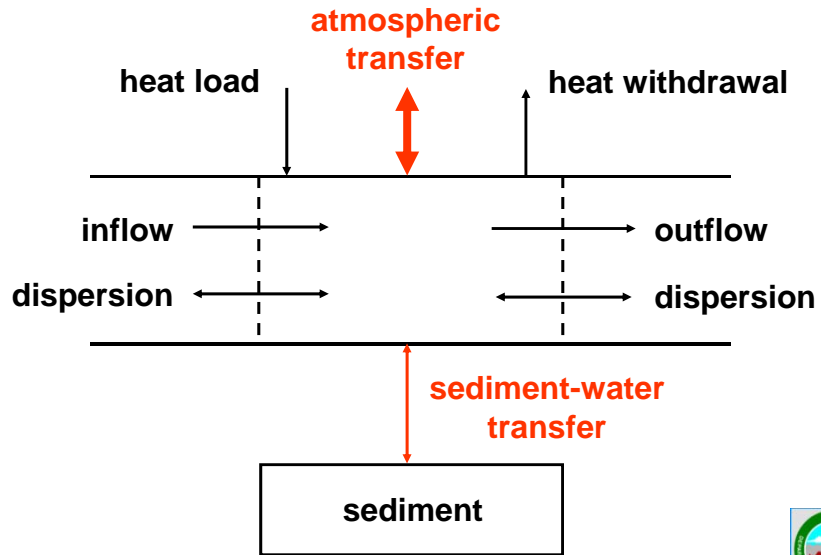 atmospheric
transfer
heat load
heat withdrawal
inflow
outflow
dispersion
dispersion
sediment-water
transfer
sediment